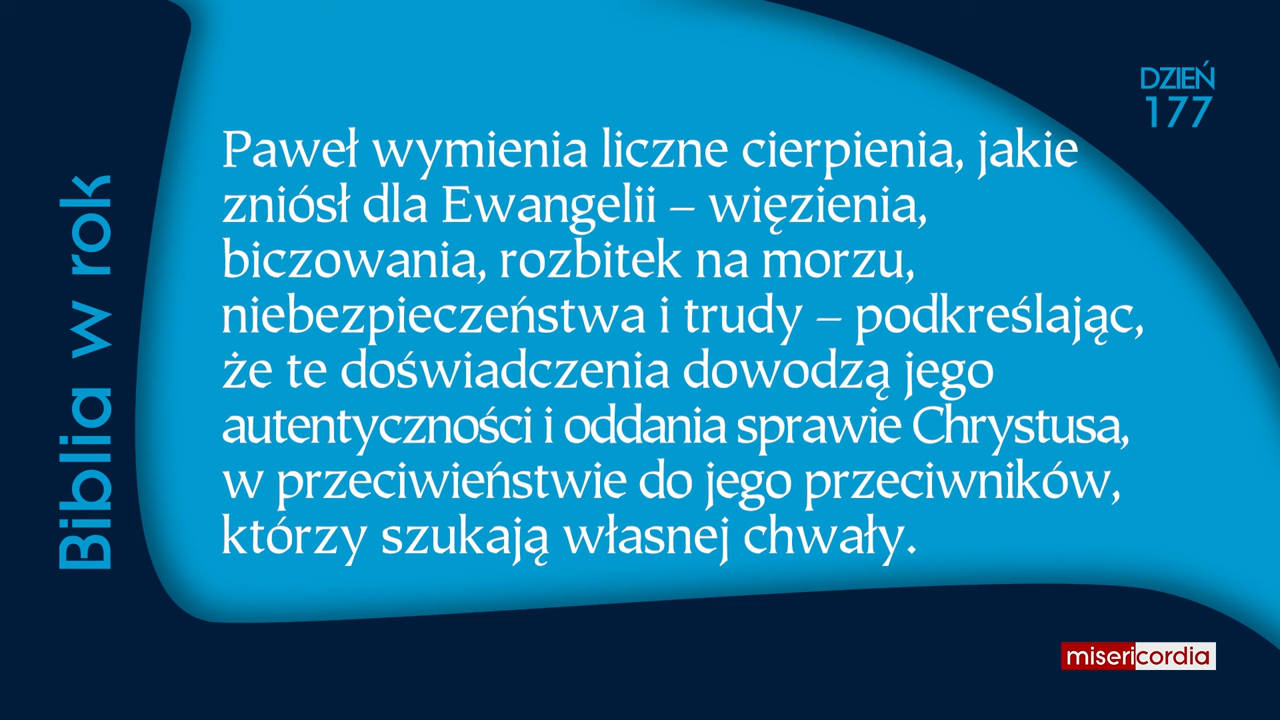 Biblia w rok
DZIEŃ
177
Paweł wymienia liczne cierpienia, jakie
zniósł dla Ewangelii – więzienia,
biczowania, rozbitek na morzu,
niebezpieczeństwa i trudy – podkreślając,
że te doświadczenia dowodzą jego
autentyczności i oddania sprawie Chrystusa,
w przeciwieństwie do jego przeciwników,
którzy szukają własnej chwały.
misericordia